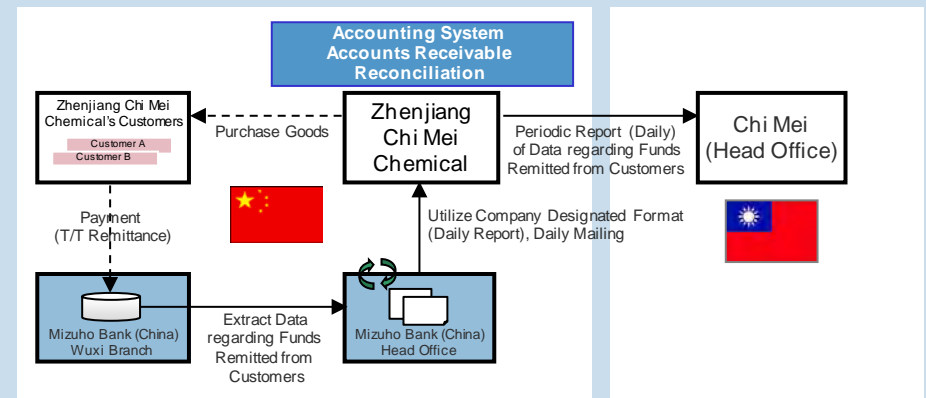 Accounting System
Accounts Receivable
Reconciliation
Zhenjiang Chi Mei
Chemical's Customers
Customer A
Customer B
Purchase Goods
Zhenjiang
Chi Mei
Chemical
Periodic Report (Daily)
of Data regarding Funds
Remitted from Customers
Chi Mei
(Head Office)
Payment
(T/T Remittance)
Utilize Company Designated Format
(Daily Report), Daily Mailing
Mizuho Bank (China)
Wuxi Branch
Extract Data
regarding Funds
Remitted from
Customers
Mizuho Bank (China)
Head Office